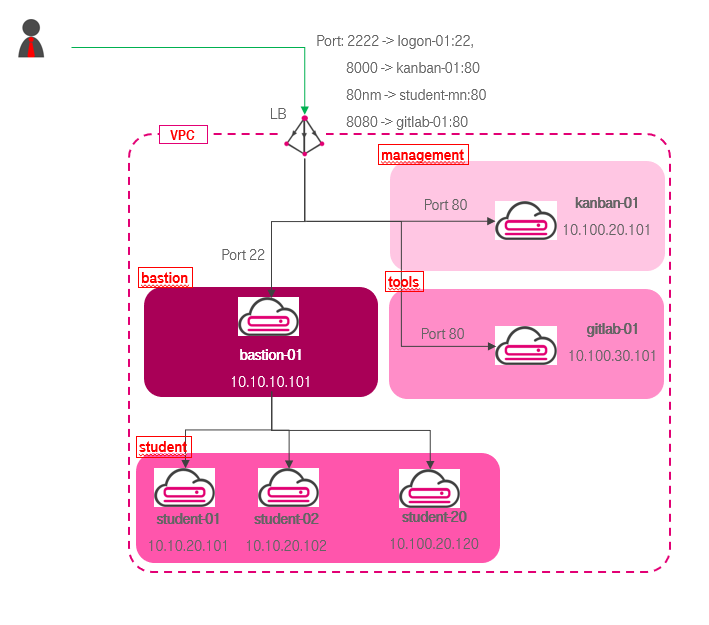 Port: 2222 -> logon-01:22,
8000 -> kanban-01:80
80nm -> student-mn:80
8080 -> gitlab-01:80
LB
VPC
management
Port 80
kanban-01
10.100.20.101
Port 22
bastion
tools
bastion-01
10.10.10.101
Port 80
gitlab-01
10.100.30.101
student
student-01
10.10,20.101
student-02
10.10.20.102
student-20
10.100.20.120